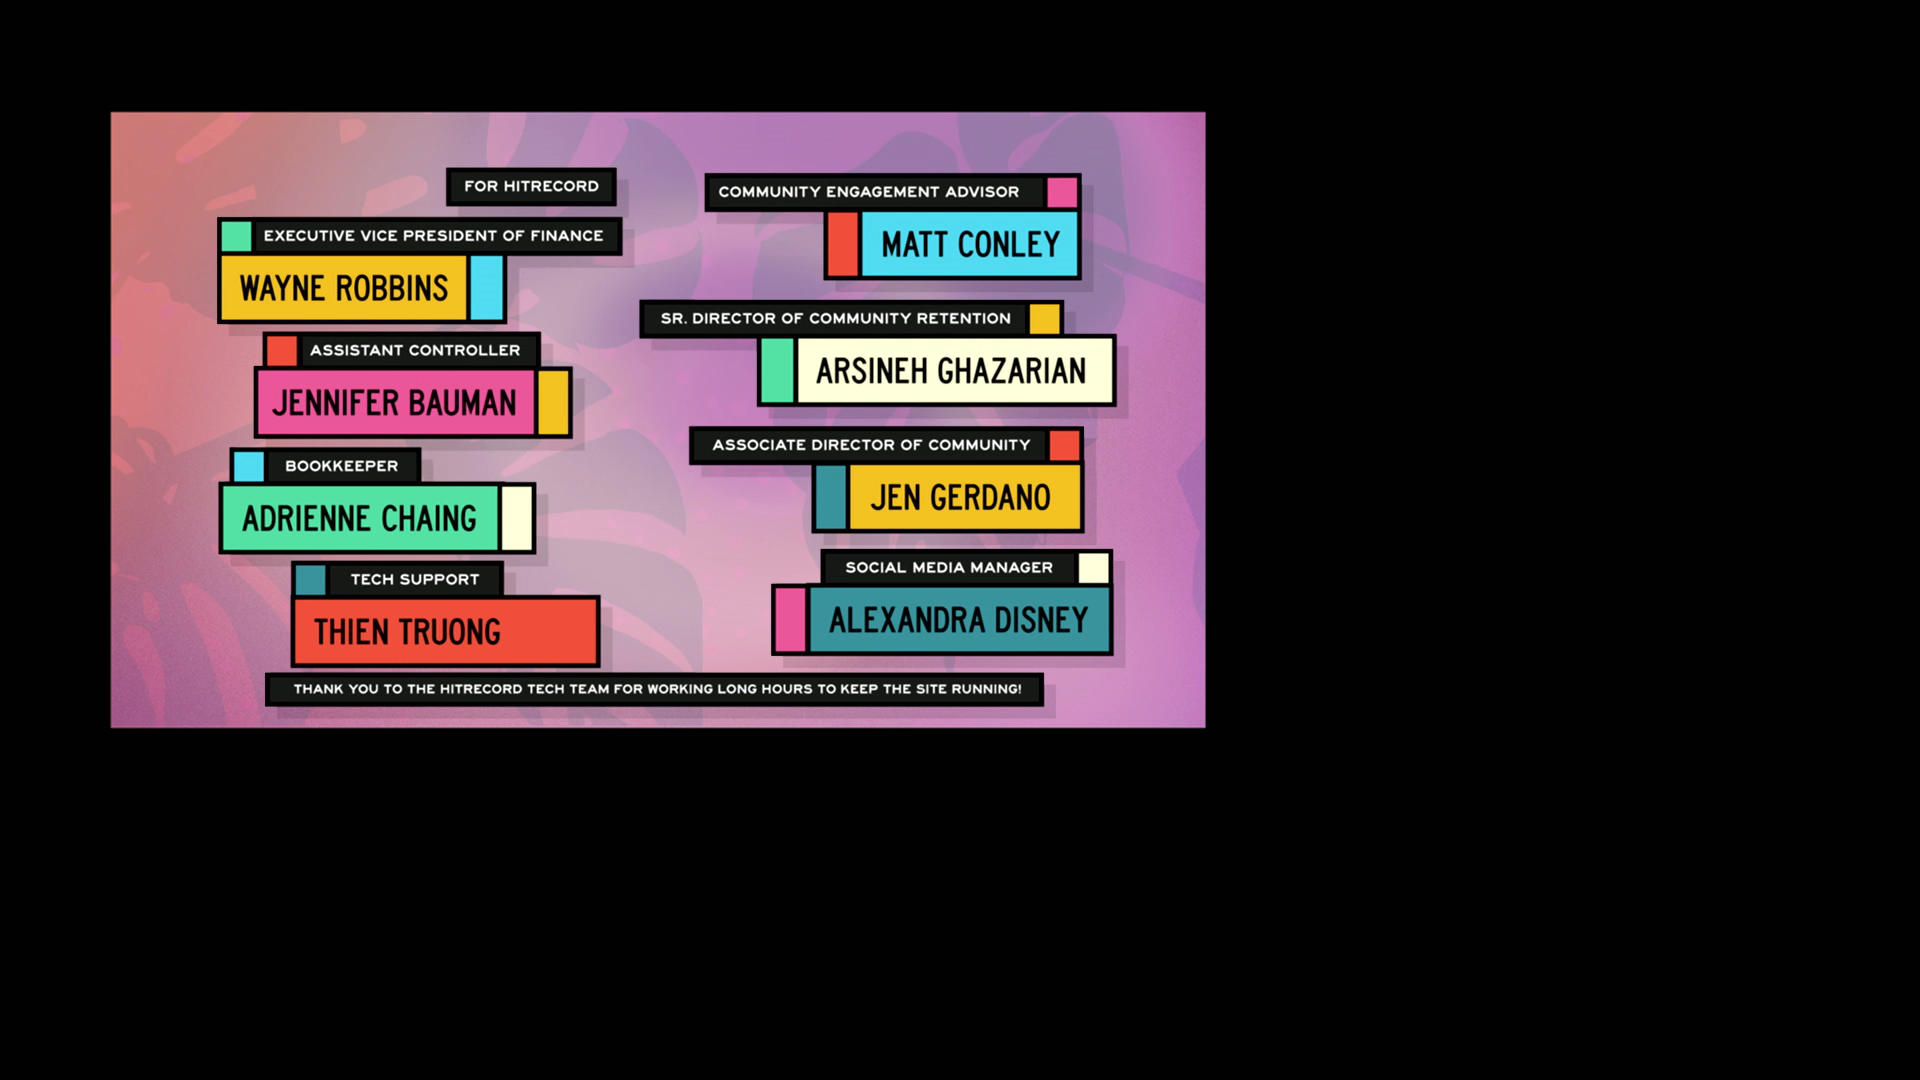 FOR HITRECORD
EXECUTIVE VICE PRESIDENT OF FINANCE
WAYNE ROBBINS
ASSISTANT CONTROLLER
JENNIFER BAUMAN
BOOKKEEPER
ADRIENNE CHAING
TECH SUPPORT
THIEN TRUONG
COMMUNITY ENGAGEMENT ADVISOR
MATT CONLEY
SR. DIRECTOR OF COMMUNITY RETENTION
ARSINEH GHAZARIAN
ASSOCIATE DIRECTOR OF COMMUNITY
JEN GERDANO
SOCIAL MEDIA MANAGER
ALEXANDRA DISNEY
THANK YOU TO THE HITRECORD TECH TEAM FOR WORKING LONG HOURS TO KEEP THE SITE RUNNING!